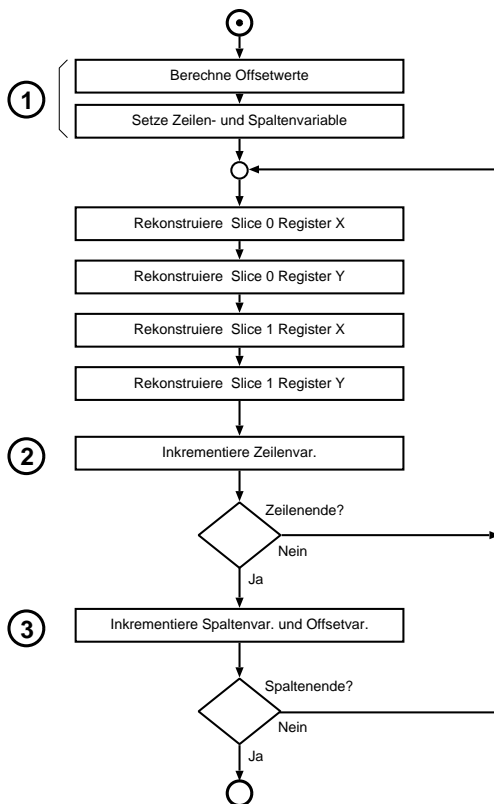 1
Berechne Offsetwerte
Setze Zeilen- und Spaltenvariable
Rekonstruiere Slice 0 Register X
Rekonstruiere Slice 0 Register Y
Rekonstruiere Slice 1 Register X
Rekonstruiere Slice 1 Register Y
2
Inkrementiere Zeilenvar.
Zeilenende?
Nein
Ja
3
Inkrementiere Spaltenvar. und Offsetvar.
Spaltenende?
Nein
Ja